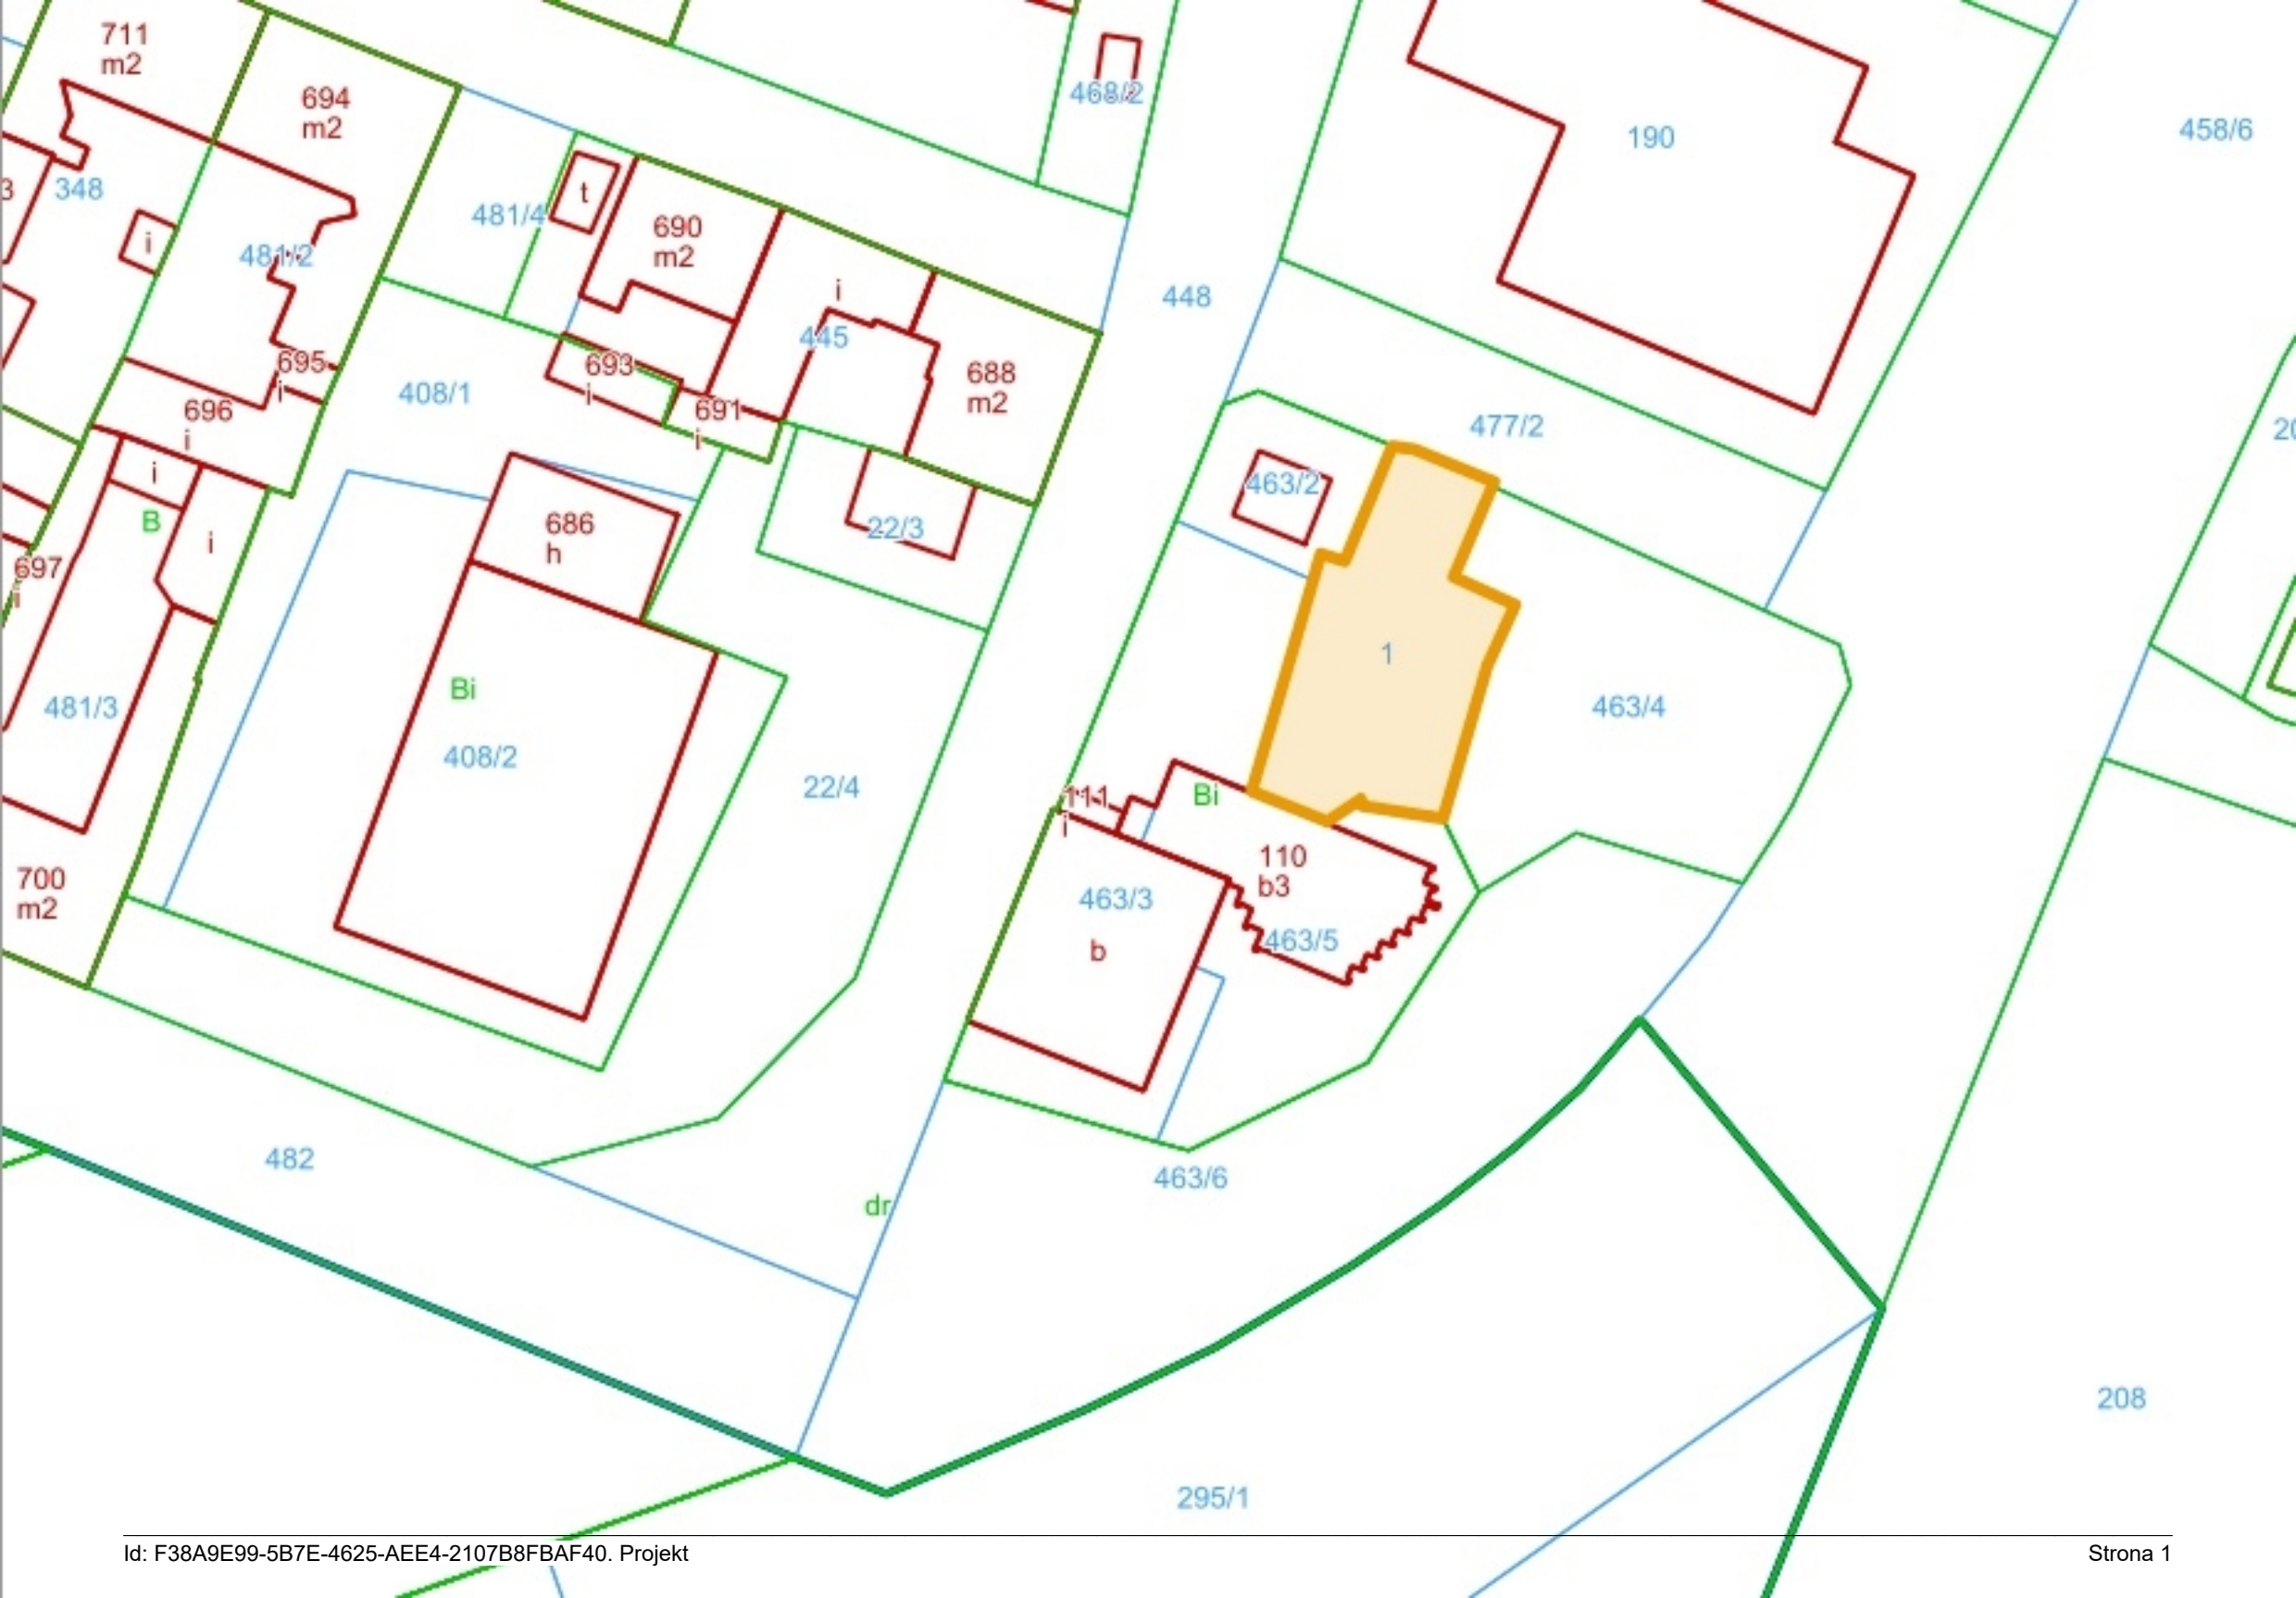 711
m2
694
m2
468/2
190
458/6
3
348
i
481/2
481/4
t
690
m2
i
445
448
688
m2
695
i
693
i
408/1
696
i
691
i
477/2
20
463/2
i
B
i
686
h
22/3
697
i
1
Bi
481/3
408/2
463/4
22/4
111
i
Bi
110
b3
700
m2
463/3
463/5
b
482
463/6
dr
208
295/1
Id: F38A9E99-5B7E-4625-AEE4-2107B8FBAF40. Projekt
Strona 1